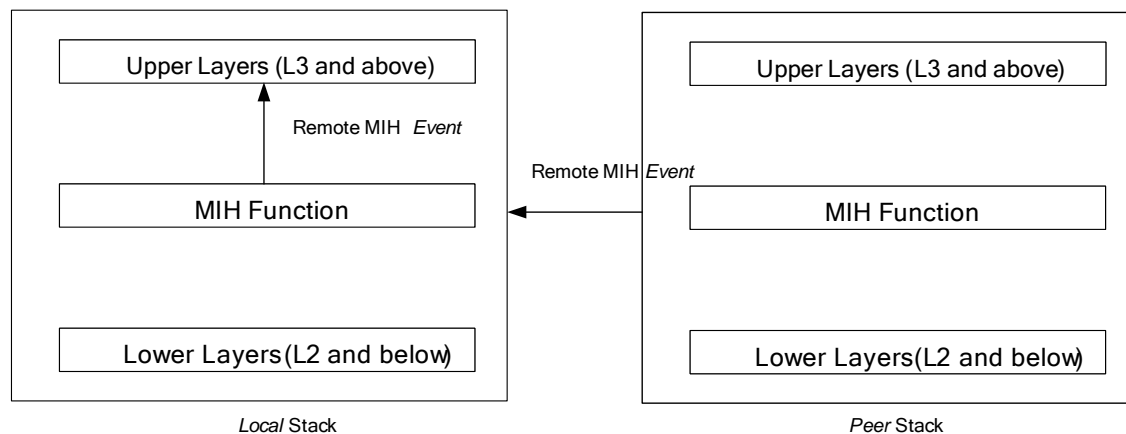 Upper Layers (L3 and above)
Remote MIH Event
MIH Function
Lower Layers(L2 and below)
Local Stack
Remote MIH Event
Upper Layers (L3 and above)
MIH Function
Lower Layers(L2 and below)
Peer Stack